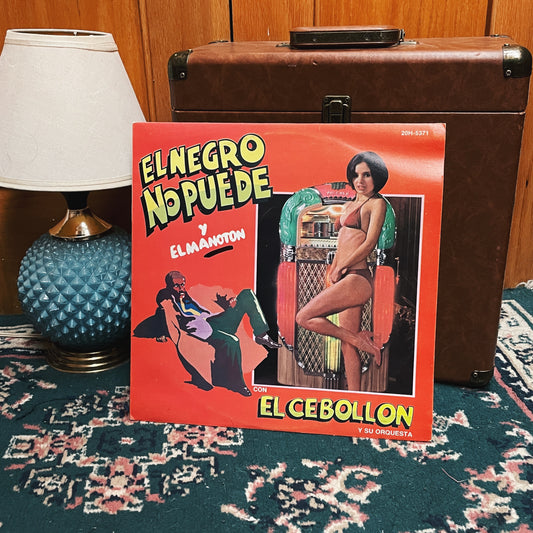 20H-5371
EL NEGRO
NO PUEDE
Y
EL MANOTON
CON
EL CEBOLLON
Y SU ORQUESTA